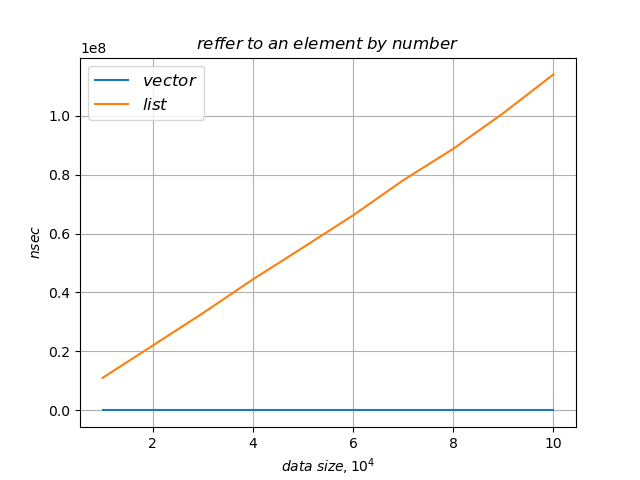 reffer to an element by number
1e8
vector
list
1.0
0.8
0.6
0.4
0.2
0.0
nsec
2 4 6 8 10
data size, 10⁴